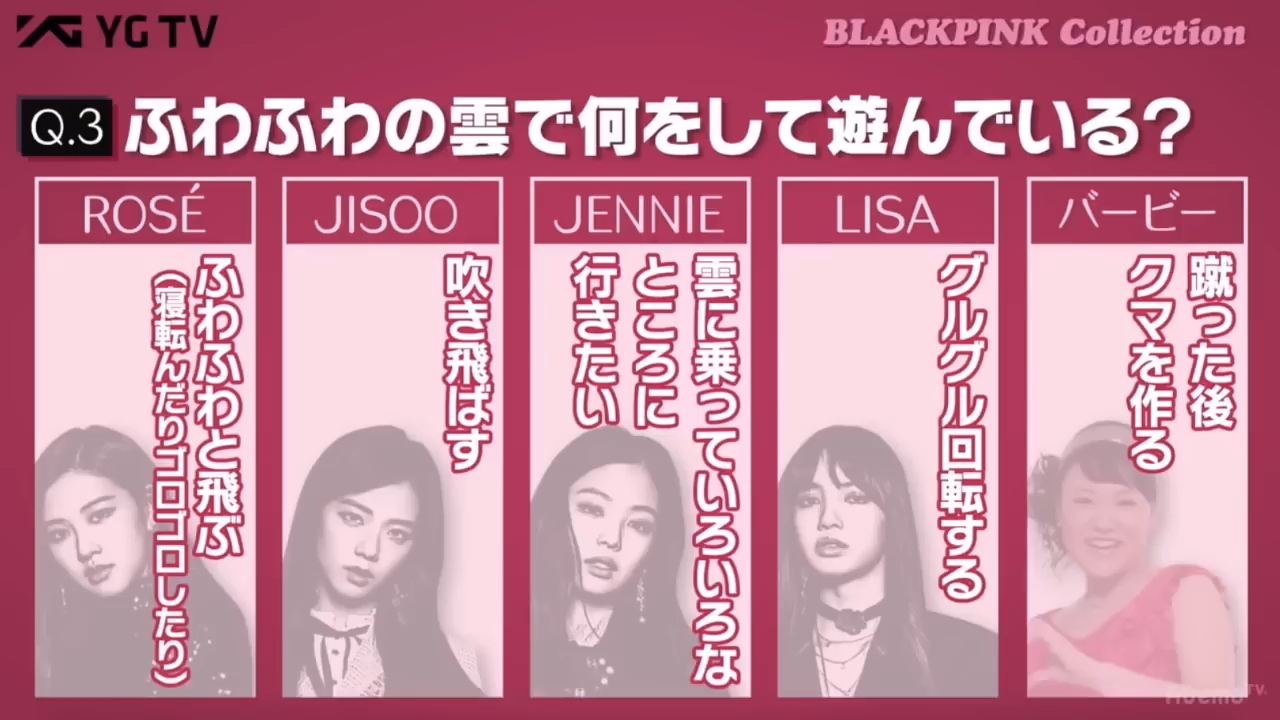 YG TV
BLACKPINK Collection
Q.3 ふわふわの雲で何をして遊んでいる?
ROSÉ
ふわふわと飛ぶ
(寝転んだりゴロゴロしたり)
JISOO
吹き飛ばす
JENNIE
雲に乗っていろいろな
ところに
行きたい
LISA
グルグル回転する
バービー
蹴った後
クマを作る